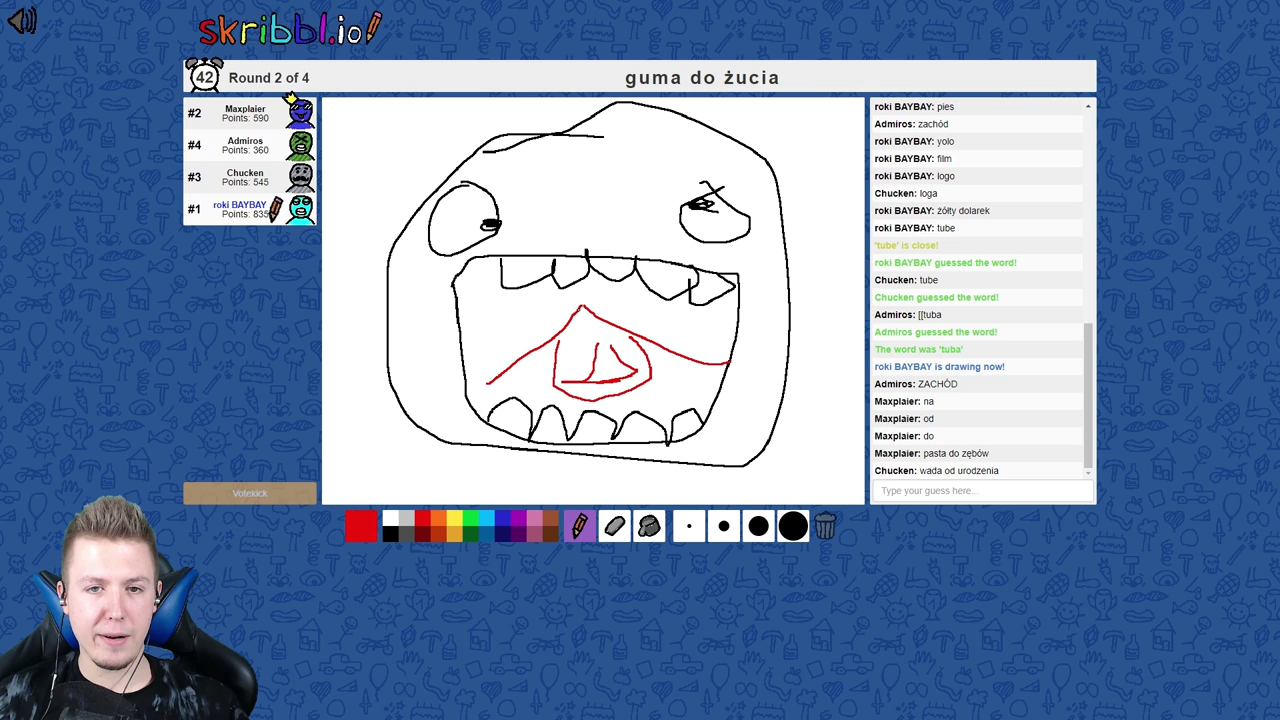 skribbl.io
42
Round 2 of 4
guma do żucia
#2
Maxplaier
Points: 590
#4
Admiros
Points: 360
#3
Chucken
Points: 545
#1
roki BAYBAY
Points: 835
Votekick
roki BAYBAY: pies
Admiros: zachód
roki BAYBAY: yolo
roki BAYBAY: film
roki BAYBAY: logo
Chucken: loga
roki BAYBAY: żółty dolarek
roki BAYBAY: tube
'tube' is close!
roki BAYBAY guessed the word!
Chucken: tube
Chucken guessed the word!
Admiros: [[tuba
Admiros guessed the word!
The word was 'tuba'
roki BAYBAY is drawing now!
Admiros: ZACHÓD
Maxplaier: na
Maxplaier: od
Maxplaier: do
Maxplaier: pasta do zębów
Chucken: wada od urodzenia
Type your guess here...